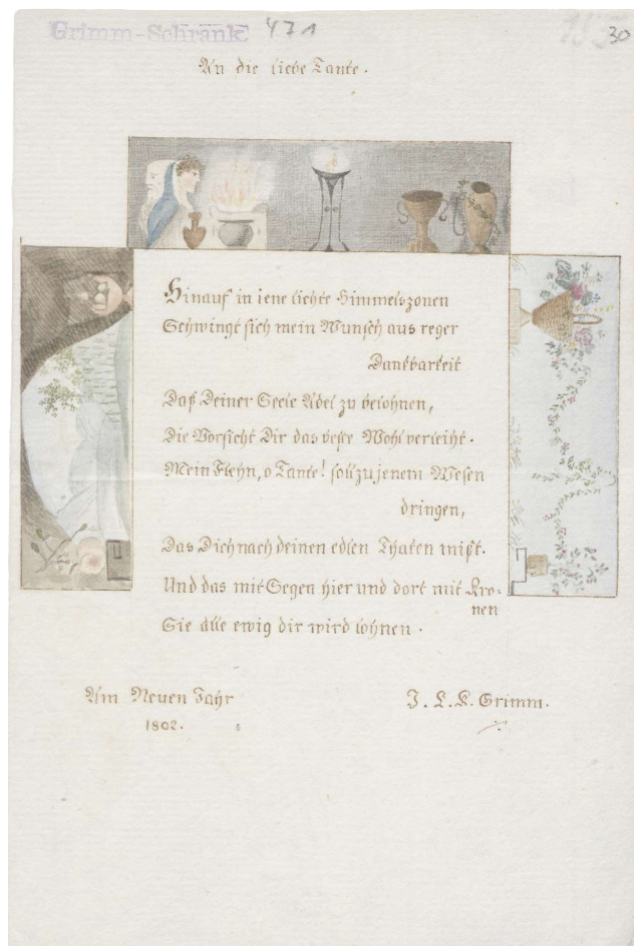 Grimm-Schrank 471
30
An die liebe Tante.
Hinauf in iene lichte Himmelszonen
Schwingt sich mein Wunsch aus reger
Dankbarkeit
Daß Deiner Seele Adel zu belohnen,
Die Vorsicht Dir das beste Wohl verleiht.
Mein Flehn, o Tante! soll zu jenem Wesen
dringen,
Das Dich nach deinen edlen Thaten mißt.
Und das mit Segen hier und dort mit Kro-
nen
Sie alle ewig dir wird lohnen.
Am Neuen Jahr
1802.
J. L. K. Grimm.